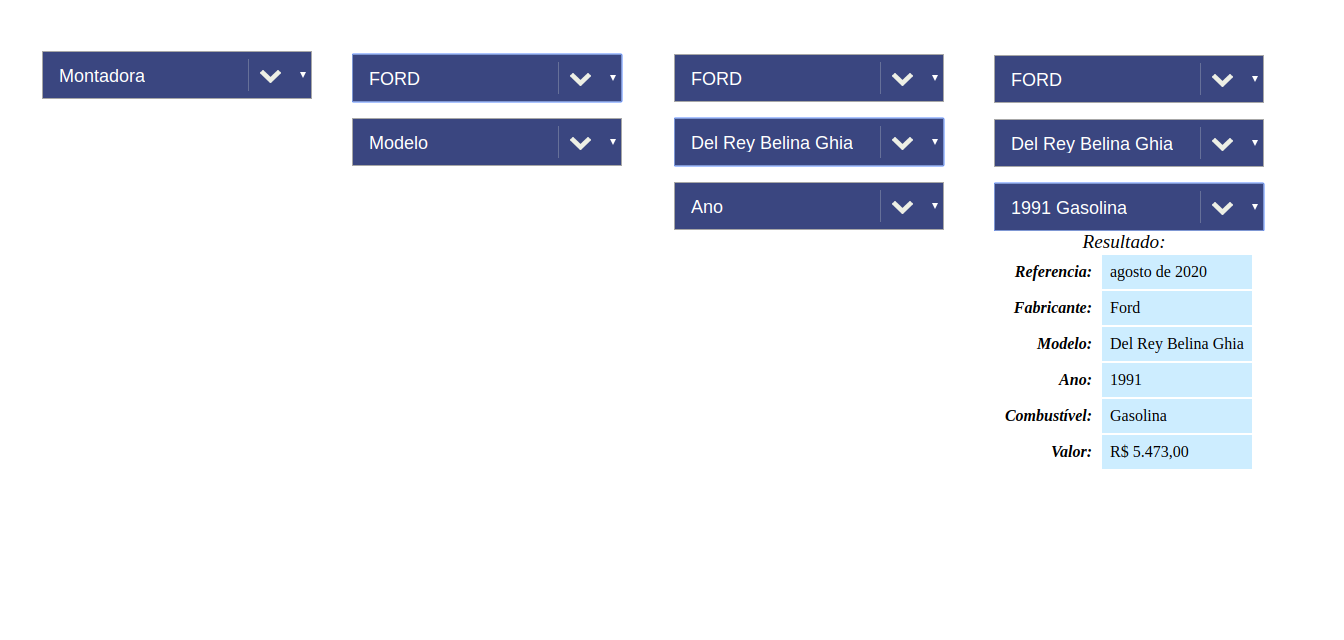 Montadora
FORD
Modelo
FORD
Del Rey Belina Ghia
Ano
FORD
Del Rey Belina Ghia
1991 Gasolina
Resultado:
Referencia: agosto de 2020
Fabricante: Ford
Modelo: Del Rey Belina Ghia
Ano: 1991
Combustível: Gasolina
Valor: R$ 5.473,00